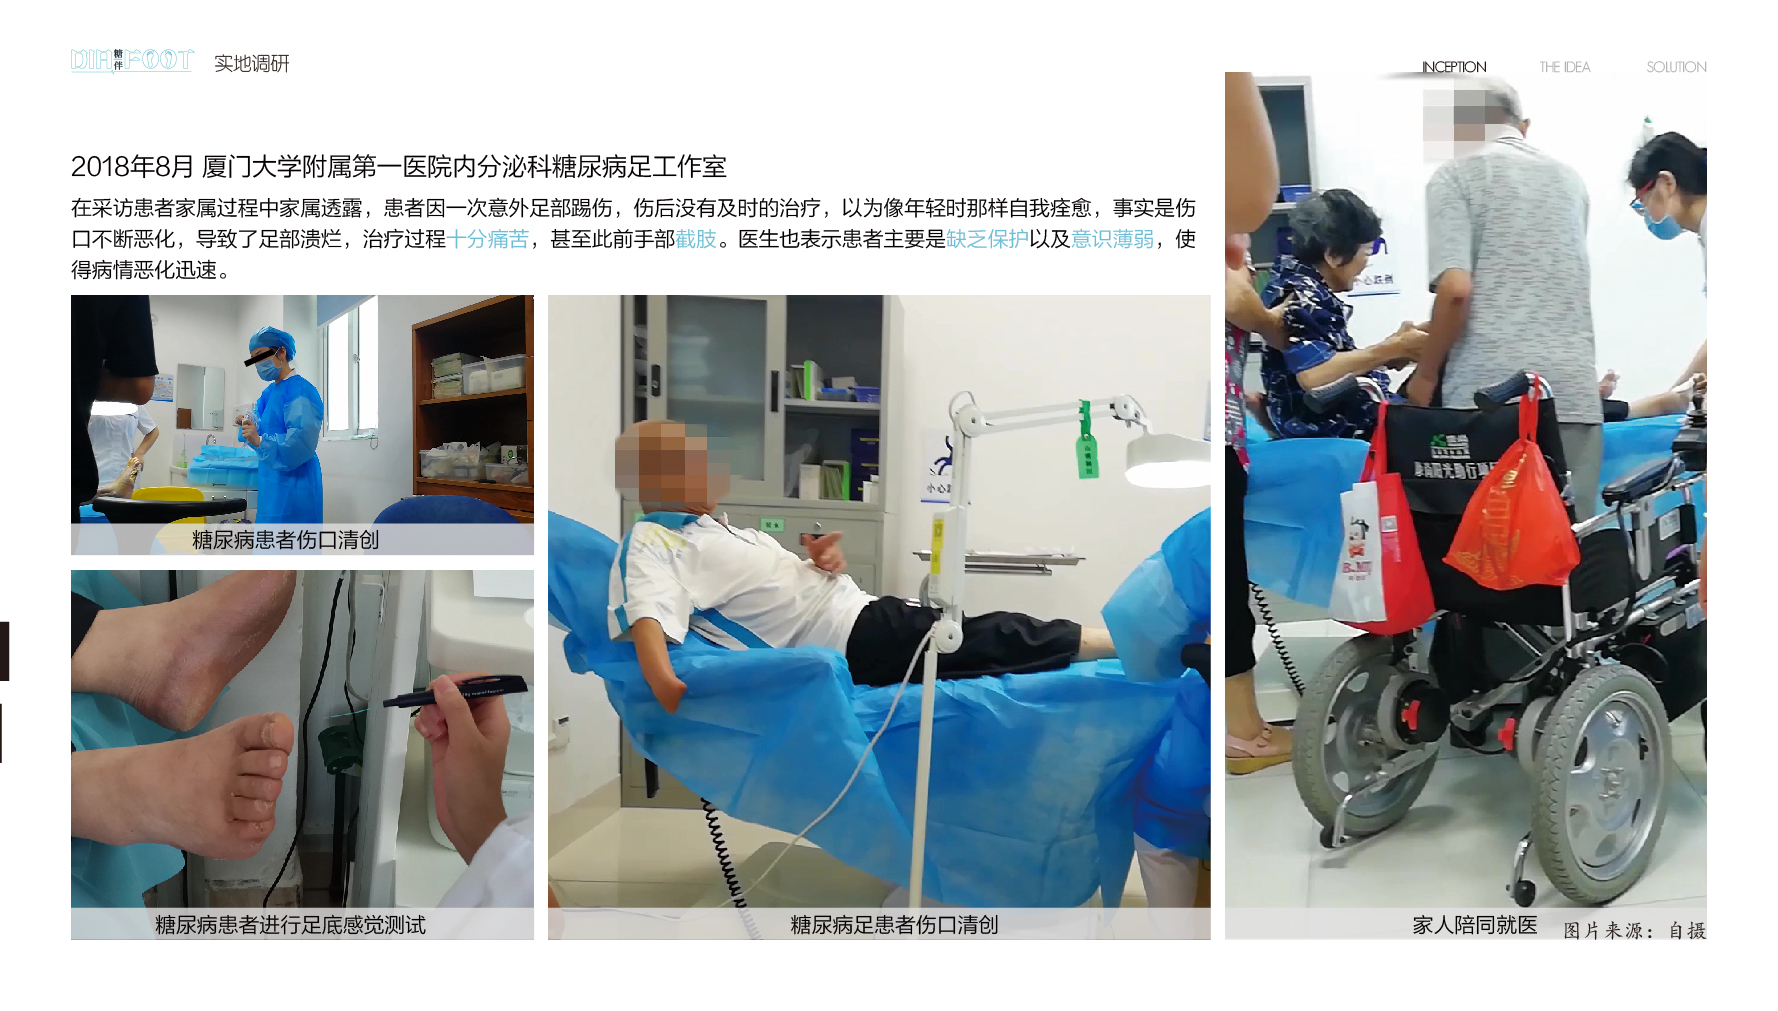 DIA糖伴FOOT 实地调研
INCEPTION THE IDEA SOLUTION
2018年8月 厦门大学附属第一医院内分泌科糖尿病足工作室
在采访患者家属过程中家属透露，患者因一次意外足部踢伤，伤后没有及时的治疗，以为像年轻时那样自我痊愈，事实是伤
口不断恶化，导致了足部溃烂，治疗过程十分痛苦，甚至此前手部截肢。医生也表示患者主要是缺乏保护以及意识薄弱，使
得病情恶化迅速。
糖尿病患者伤口清创
糖尿病患者进行足底感觉测试
小心跌
糖尿病足患者伤口清创
小心跌倒
B.MU
家人陪同就医
图片来源：自摄